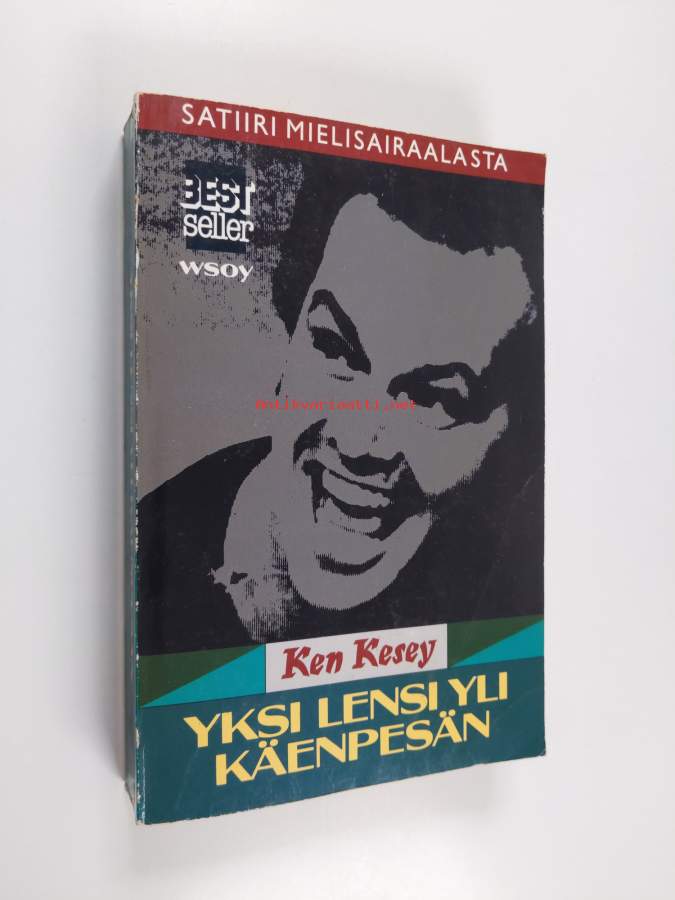 SATIIRI MIELISAIRAALASTA
BEST
seller
wsoy
Antikvariaatti.net
Ken Kesey
YKSI LENSI YLI
KÄENPESÄN